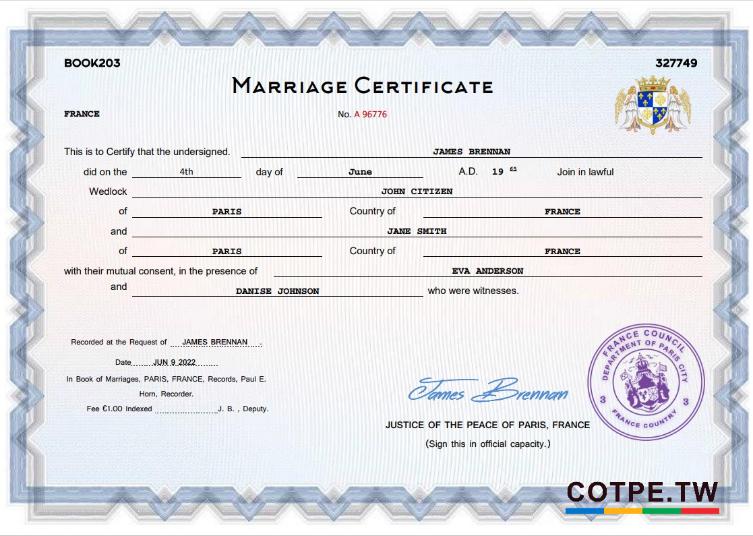 BOOK203 327749
MARRIAGE CERTIFICATE
FRANCE No. A 96776
This is to Certify that the undersigned. JAMES BRENNAN
did on the 4th day of June A.D. 19 63 Join in lawful
Wedlock JOHN CITIZEN
of PARIS Country of FRANCE
and JANE SMITH
of PARIS Country of FRANCE
with their mutual consent, in the presence of EVA ANDERSON
and DANISE JOHNSON who were witnesses.
Recorded at the Request of JAMES BRENNAN
Date JUN 9 2022
In Book of Marriages, PARIS, FRANCE, Records, Paul E.
Horn, Recorder.
Fee €1.00 Indexed J. B. , Deputy.
James Brennan
JUSTICE OF THE PEACE OF PARIS, FRANCE
(Sign this in official capacity.)
FRANCE COUNCIL
DEPARTMENT OF PARIS CITY
3 3
FRANCE COUNTRY
COTPE.TW